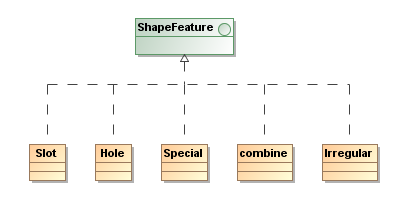 ShapeFeature
Slot
Hole
Special
combine
Irregular